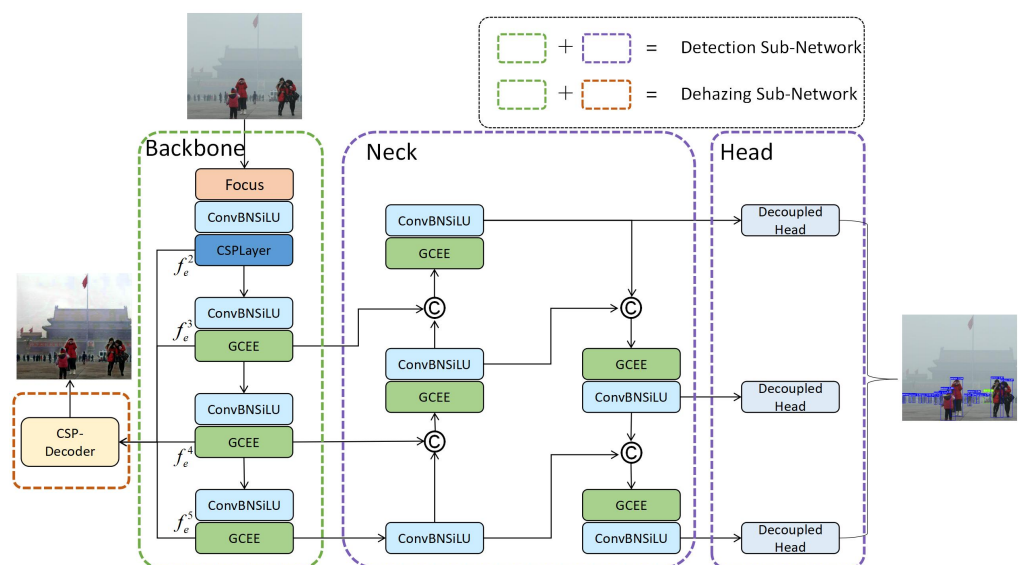 +
=
Detection Sub-Network
+
=
Dehazing Sub-Network
Backbone
Focus
ConvBNSiLU
CSPLayer
f_e^2
ConvBNSiLU
f_e^3
GCEE
ConvBNSiLU
GCEE
f_e^4
ConvBNSiLU
f_e^5
GCEE
CSP-
Decoder
Neck
ConvBNSiLU
GCEE
C
ConvBNSiLU
GCEE
C
ConvBNSiLU
C
GCEE
ConvBNSiLU
C
GCEE
ConvBNSiLU
Head
Decoupled
Head
Decoupled
Head
Decoupled
Head